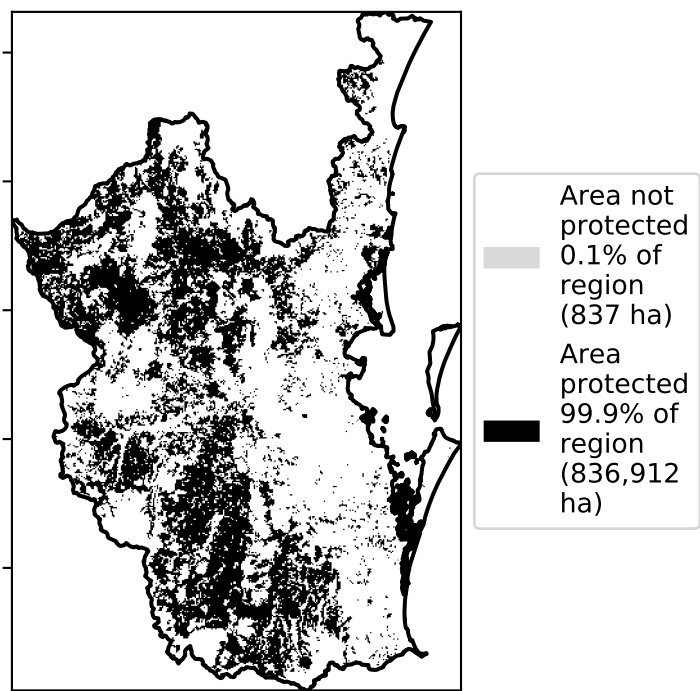 Area not
protected
0.1% of
region
(837 ha)
Area
protected
99.9% of
region
(836,912
ha)